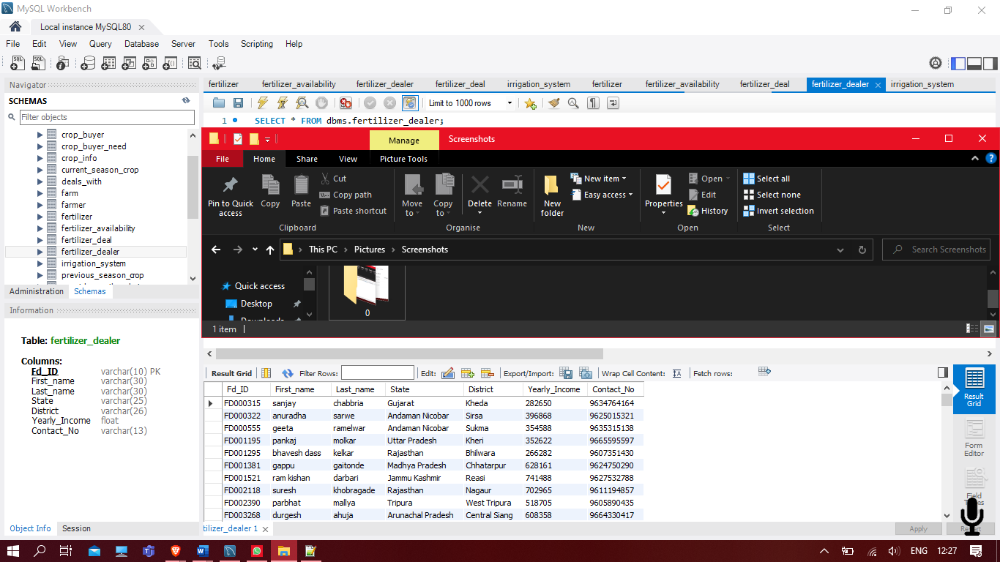 MySQL Workbench
Local instance MySQL80
File Edit View Query Database Server Tools Scripting Help
Navigator
SCHEMAS
Filter objects
crop_buyer
crop_buyer_need
crop_info
current_season_crop
deals_with
farm
farmer
fertilizer
fertilizer_availability
fertilizer_deal
fertilizer_dealer
irrigation_system
previous_season_crop
Administration Schemas
Information
Table: fertilizer_dealer
Columns:
Fd_ID varchar(10) PK
First_name varchar(30)
Last_name varchar(30)
State varchar(25)
District varchar(26)
Yearly_Income float
Contact_No varchar(13)
Object Info Session
fertilizer fertilizer_availability fertilizer_dealer fertilizer_deal irrigation_system fertilizer fertilizer_availability fertilizer_deal fertilizer_dealer irrigation_system
Limit to 1000 rows
1 SELECT * FROM dbms.fertilizer_dealer;
Manage Screenshots
File Home Share View Picture Tools
Pin to Quick access
Copy
Paste
Cut
Copy path
Paste shortcut
Clipboard
Move to
Copy to
Delete
Rename
Organise
New folder
New item
Easy access
New
Properties
Open
Edit
History
Open
Select all
Select none
Invert selection
Select
This PC Pictures Screenshots
Search Screenshots
Quick access
Desktop
Downloads
0
1 item
Result Grid Filter Rows: Edit: Export/Import: Wrap Cell Content: Fetch rows:
Fd_ID First_name Last_name State District Yearly_Income Contact_No
FD000315 sanjay chabbria Gujarat Kheda 282650 9634764164
FD000322 anuradha sarwe Andaman Nicobar Sirsa 396868 9625015321
FD000555 geeta ramelwar Andaman Nicobar Sukma 354588 9635315138
FD001195 pankaj molkar Uttar Pradesh Kheri 352622 9665595597
FD001295 bhavesh dass kelkar Rajasthan Bhilwara 266282 9607351430
FD001381 gappu gaitonde Madhya Pradesh Chhatarpur 628161 9624750290
FD001521 ram kishan darbari Jammu Kashmir Reasi 741488 9627532788
FD002118 suresh khobragade Rajasthan Nagaur 702965 9611194857
FD002390 parbhat mallya Tripura West Tripura 518705 9605890435
FD003268 durgesh ahuja Arunachal Pradesh Central Siang 608358 9664330417
Result Grid
Form Editor
Field
tilizer_dealer 1
Apply
ENG 12:27